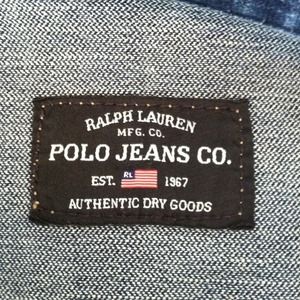 RALPH LAUREN
MFG. CO.
POLO JEANS CO.
EST. RL 1967
AUTHENTIC DRY GOODS